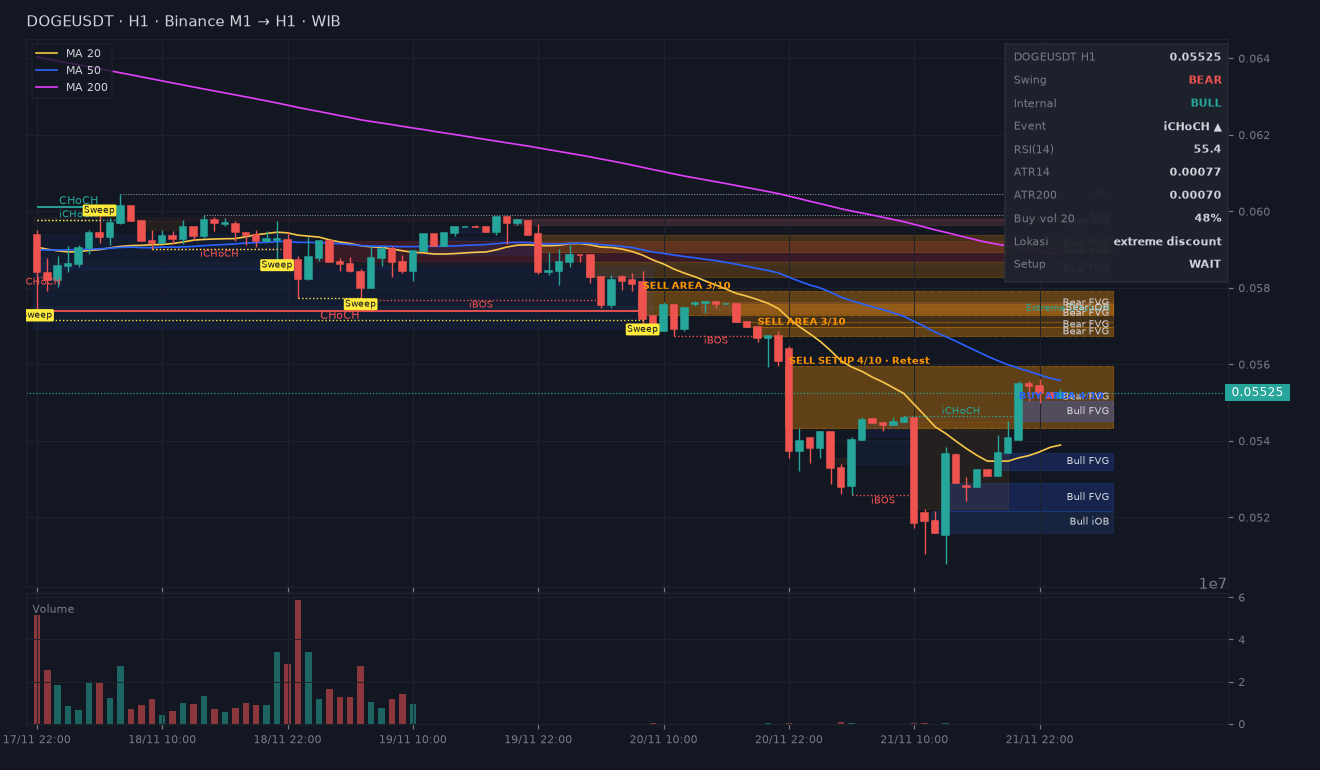 DOGEUSDT · H1 · Binance M1 → H1 · WIB
MA 20
MA 50
MA 200
DOGEUSDT H1 0.05525
Swing BEAR
Internal BULL
Event iCHoCH ▲
RSI(14) 55.4
ATR14 0.00077
ATR200 0.00070
Buy vol 20 48%
Lokasi extreme discount
Setup WAIT
0.064
0.062
0.060
0.058
0.056
0.05525
0.054
0.052
CHoCH
Sweep
iCHoCH
Sweep
CHoCH
weep
Sweep
CHoCH
iBOS
SELL AREA 3/10
Sweep
iBOS
SELL AREA 3/10
SELL SETUP 4/10 · Retest
Bear FVG
Bear FVG
Bear FVG
Bear FVG
iCHoCH
iBOS
Bear FVG
Bull FVG
Bull FVG
Bull FVG
Bull iOB
1e7
Volume
6
4
2
0
17/11 22:00
18/11 10:00
18/11 22:00
19/11 10:00
19/11 22:00
20/11 10:00
20/11 22:00
21/11 10:00
21/11 22:00